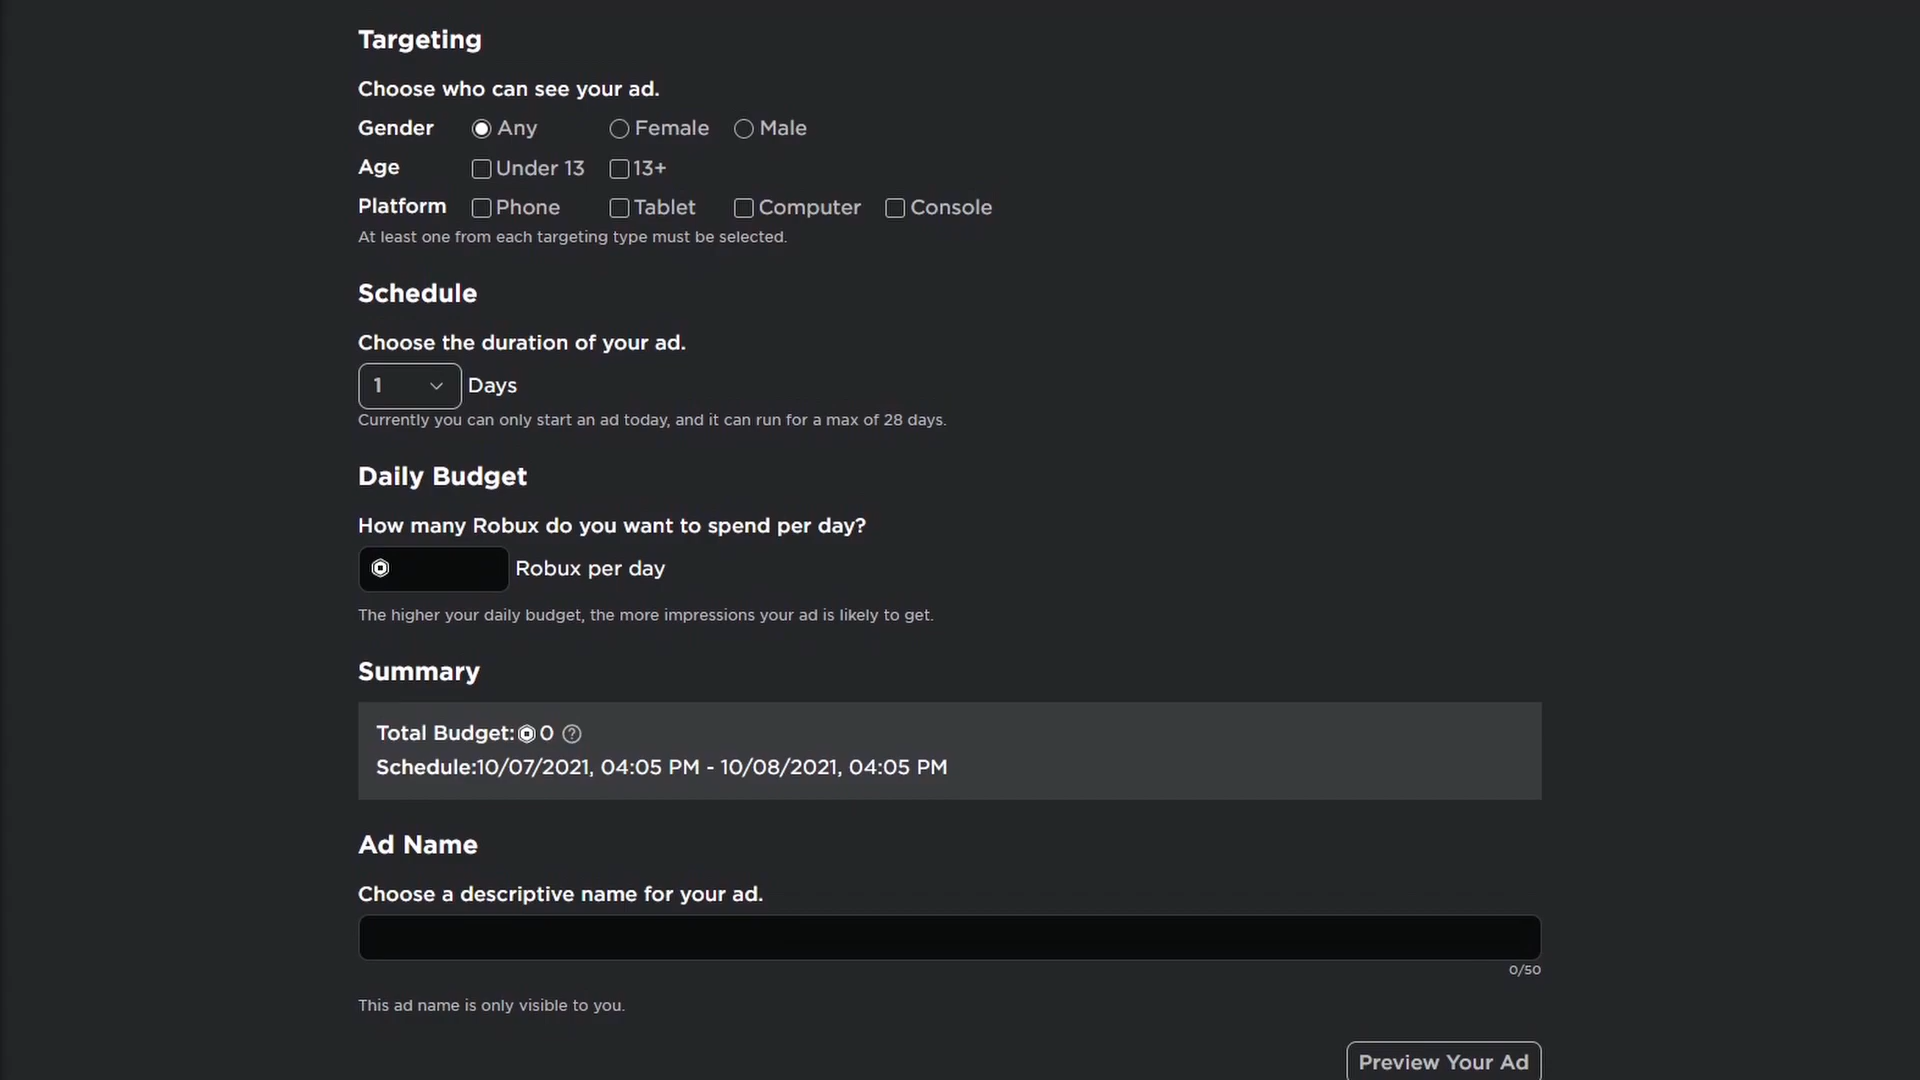 Targeting
Choose who can see your ad.
Gender Any Female Male
Age Under 13 13+
Platform Phone Tablet Computer Console
At least one from each targeting type must be selected.
Schedule
Choose the duration of your ad.
1 Days
Currently you can only start an ad today, and it can run for a max of 28 days.
Daily Budget
How many Robux do you want to spend per day?
Robux per day
The higher your daily budget, the more impressions your ad is likely to get.
Summary
Total Budget: 0 ?
Schedule:10/07/2021, 04:05 PM - 10/08/2021, 04:05 PM
Ad Name
Choose a descriptive name for your ad.
0/50
This ad name is only visible to you.
Preview Your Ad